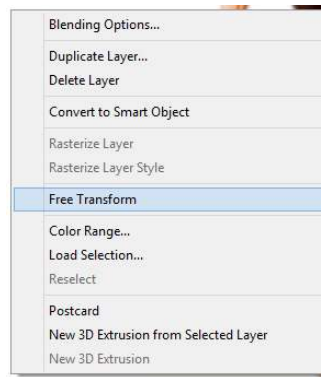 Blending Options...
Duplicate Layer...
Delete Layer
Convert to Smart Object
Rasterize Layer
Rasterize Layer Style
Free Transform
Color Range...
Load Selection...
Reselect
Postcard
New 3D Extrusion from Selected Layer
New 3D Extrusion